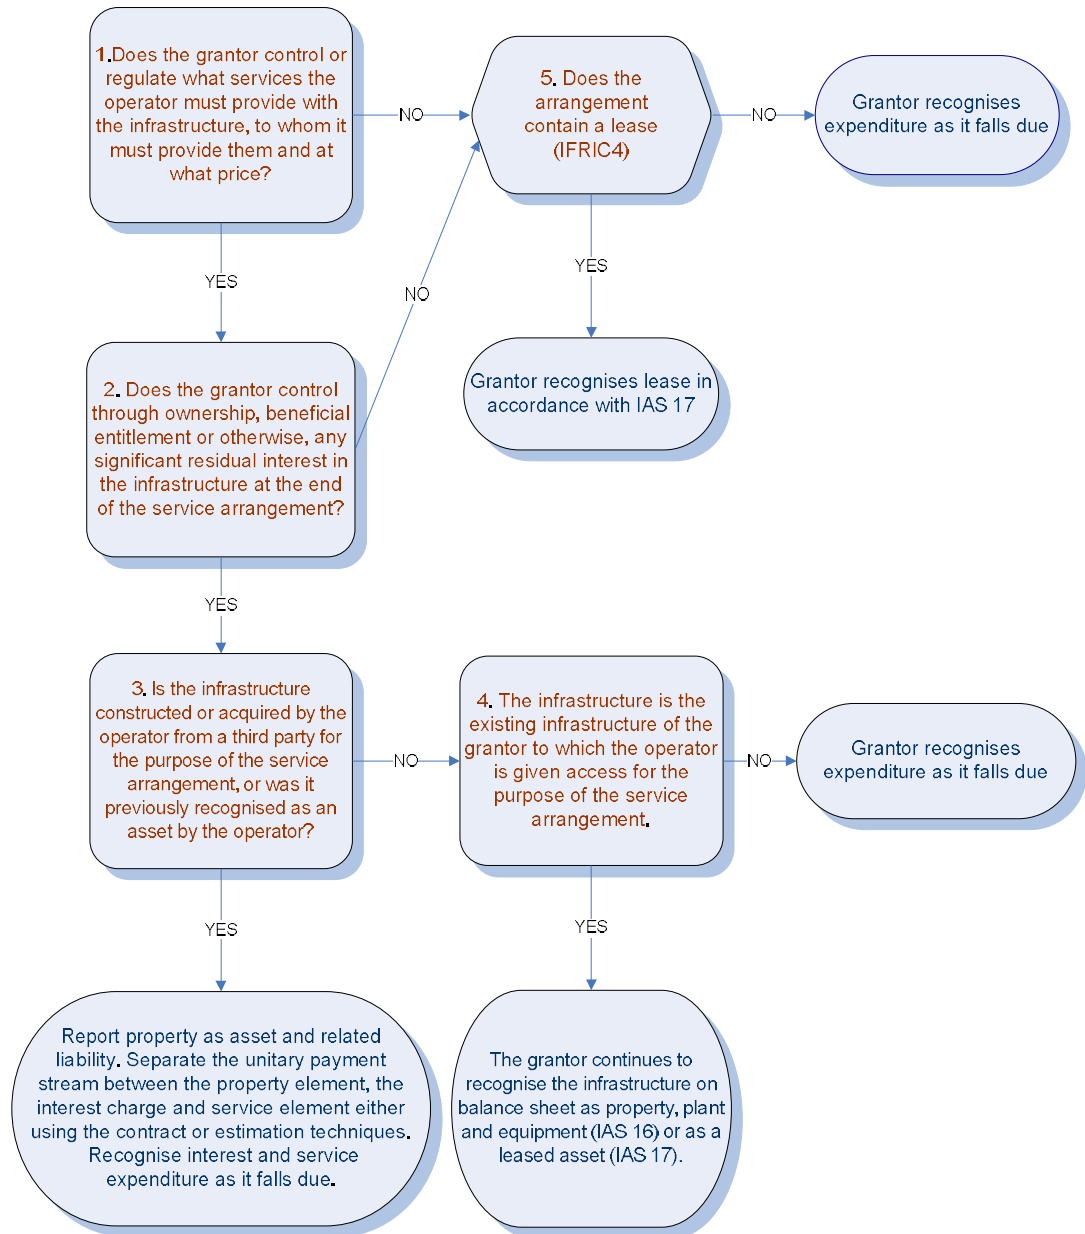 1.Does the grantor control or
regulate what services the
operator must provide with
the infrastructure, to whom it
must provide them and at
what price?
NO
5. Does the
arrangement
contain a lease
(IFRIC4)
NO
Grantor recognises
expenditure as it falls due
YES
YES
NO
2. Does the grantor control
through ownership, beneficial
entitlement or otherwise, any
significant residual interest in
the infrastructure at the end
of the service arrangement?
Grantor recognises lease in
accordance with IAS 17
YES
3. Is the infrastructure
constructed or acquired by the
operator from a third party for
the purpose of the service
arrangement, or was it
previously recognised as an
asset by the operator?
NO
4. The infrastructure is the
existing infrastructure of the
grantor to which the operator
is given access for the
purpose of the service
arrangement.
NO
Grantor recognises
expenditure as it falls due
YES
YES
Report property as asset and related
liability. Separate the unitary payment
stream between the property element, the
interest charge and service element either
using the contract or estimation techniques.
Recognise interest and service
expenditure as it falls due.
The grantor continues to
recognise the infrastructure on
balance sheet as property, plant
and equipment (IAS 16) or as a
leased asset (IAS 17).